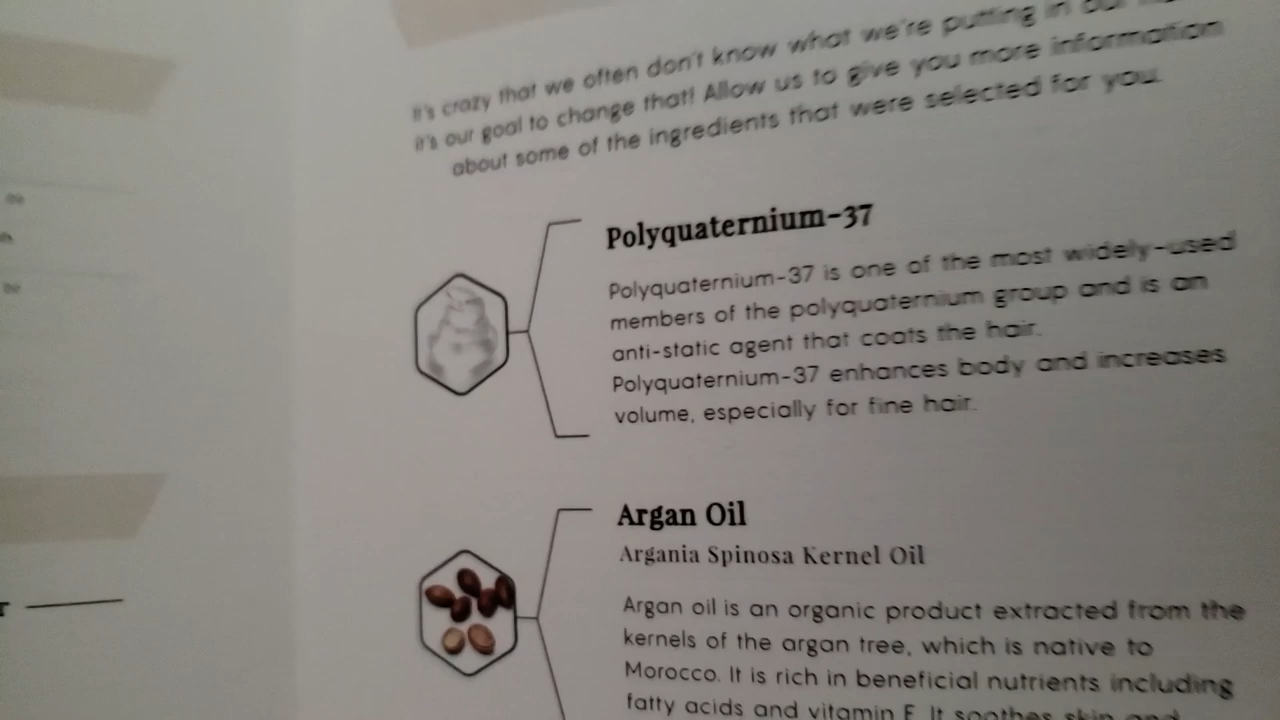 It's crazy that we often don't know what we're putting in our
it's our goal to change that! Allow us to give you more information
about some of the ingredients that were selected for you.
Polyquaternium-37
Polyquaternium-37 is one of the most widely-used
members of the polyquaternium group and is an
anti-static agent that coats the hair.
Polyquaternium-37 enhances body and increases
volume, especially for fine hair.
Argan Oil
Argania Spinosa Kernel Oil
Argan oil is an organic product extracted from the
kernels of the argan tree, which is native to
Morocco. It is rich in beneficial nutrients including
fatty acids and vitamin E. It soothes skin and